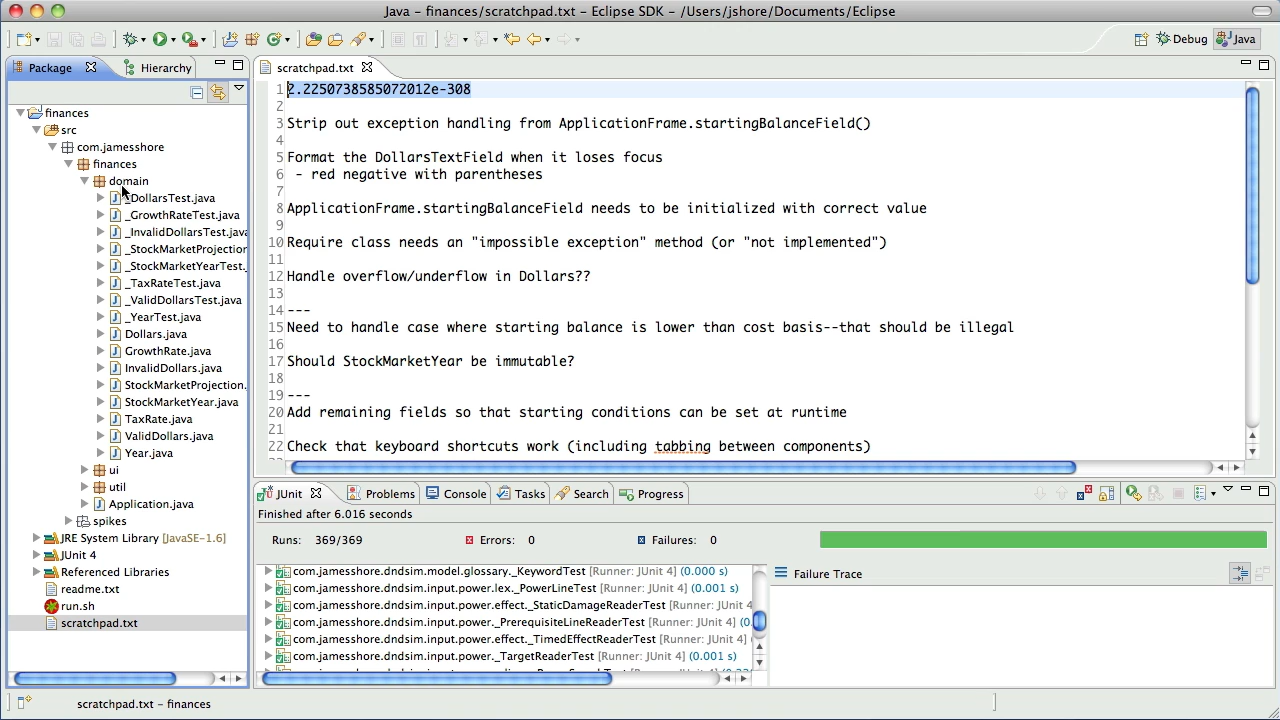 Java - finances/scratchpad.txt - Eclipse SDK - /Users/jshore/Documents/Eclipse
Debug
Java
Package
Hierarchy
finances
src
com.jamesshore
finances
domain
_DollarsTest.java
_GrowthRateTest.java
_InvalidDollarsTest.java
_StockMarketProjection
_StockMarketYearTest.
_TaxRateTest.java
_ValidDollarsTest.java
_YearTest.java
Dollars.java
GrowthRate.java
InvalidDollars.java
StockMarketProjection.
StockMarketYear.java
TaxRate.java
ValidDollars.java
Year.java
ui
util
Application.java
spikes
JRE System Library [JavaSE-1.6]
JUnit 4
Referenced Libraries
readme.txt
run.sh
scratchpad.txt
scratchpad.txt
1 2.2250738585072012e-308
2
3 Strip out exception handling from ApplicationFrame.startingBalanceField()
4
5 Format the DollarsTextField when it loses focus
6 - red negative with parentheses
7
8 ApplicationFrame.startingBalanceField needs to be initialized with correct value
9
10 Require class needs an "impossible exception" method (or "not implemented")
11
12 Handle overflow/underflow in Dollars??
13
14 ---
15 Need to handle case where starting balance is lower than cost basis--that should be illegal
16
17 Should StockMarketYear be immutable?
18
19 ---
20 Add remaining fields so that starting conditions can be set at runtime
21
22 Check that keyboard shortcuts work (including tabbing between components)
JUnit
Problems
Console
Tasks
Search
Progress
Finished after 6.016 seconds
Runs: 369/369
Errors: 0
Failures: 0
com.jamesshore.dndsim.model.glossary._KeywordTest [Runner: JUnit 4] (0.000 s)
com.jamesshore.dndsim.input.power.lex._PowerLineTest [Runner: JUnit 4] (0.001 s)
com.jamesshore.dndsim.input.power.effect._StaticDamageReaderTest [Runner: JUnit 4
com.jamesshore.dndsim.input.power._PrerequisiteLineReaderTest [Runner: JUnit 4] (0.
com.jamesshore.dndsim.input.power.effect._TimedEffectReaderTest [Runner: JUnit 4]
com.jamesshore.dndsim.input.power._TargetReaderTest [Runner: JUnit 4] (0.001 s)
Failure Trace
scratchpad.txt - finances